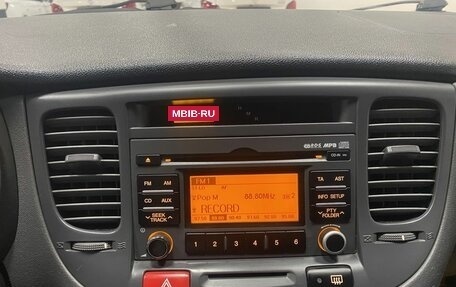 MBIB-RU
H
M
R·D·S MP3
CD-IN
FM AM
FM1
TA AST
CD AUX
Pop M 88.80MHz
INFO SETUP
RECORD
SEEK TRACK
PTY FOLDER
1 2 3 4 5 6